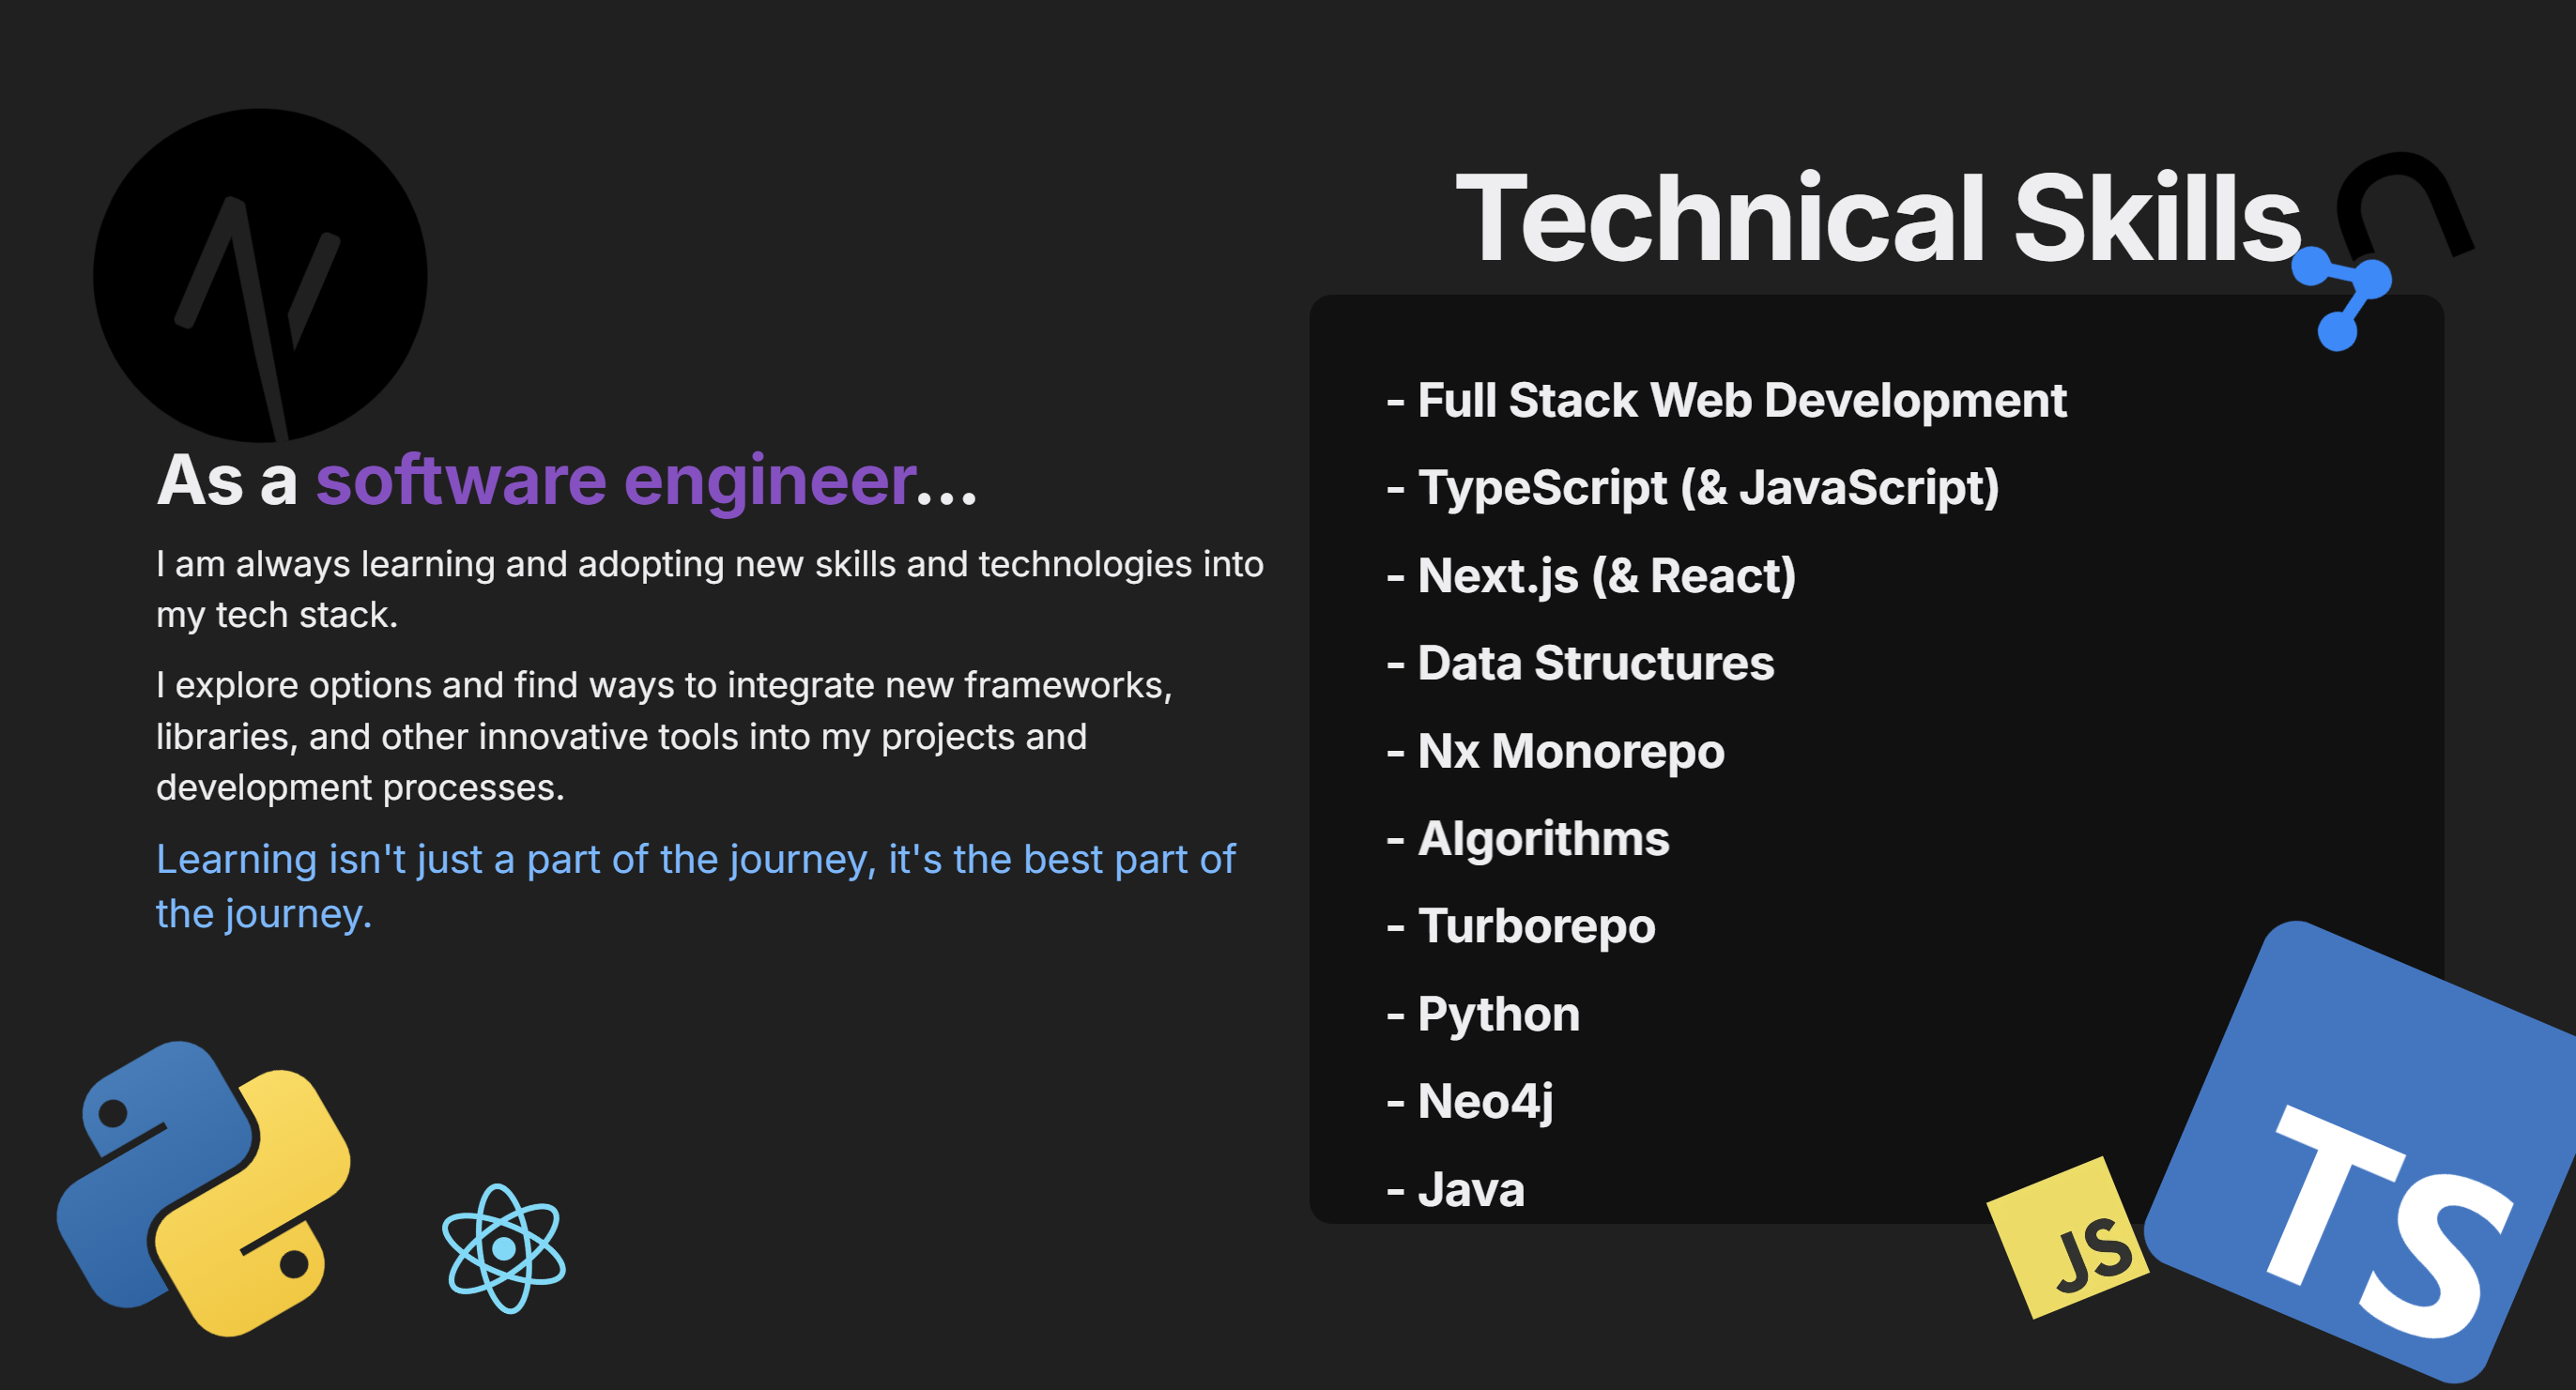 As a software engineer...
I am always learning and adopting new skills and technologies into
my tech stack.
I explore options and find ways to integrate new frameworks,
libraries, and other innovative tools into my projects and
development processes.
Learning isn't just a part of the journey, it's the best part of
the journey.
Technical Skills
- Full Stack Web Development
- TypeScript (& JavaScript)
- Next.js (& React)
- Data Structures
- Nx Monorepo
- Algorithms
- Turborepo
- Python
- Neo4j
- Java
JS
TS